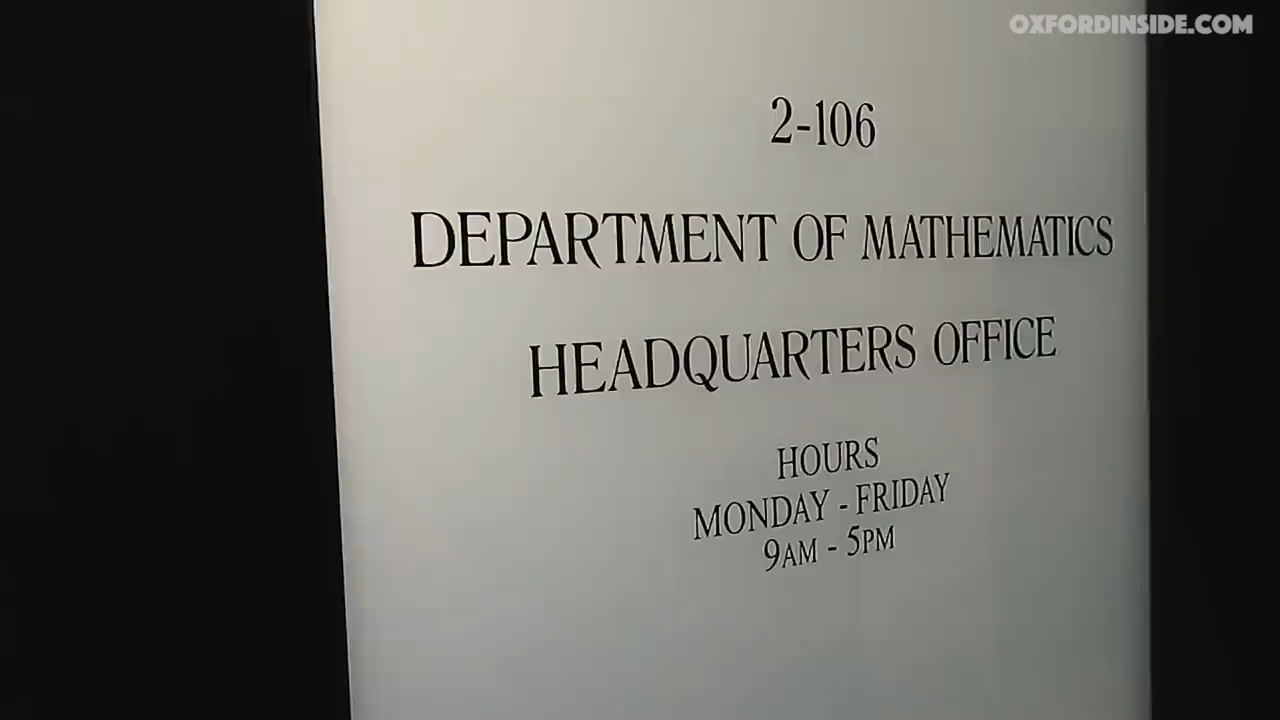 OXFORDINSIDE.COM
2-106
DEPARTMENT OF MATHEMATICS
HEADQUARTERS OFFICE
HOURS
MONDAY - FRIDAY
9AM - 5PM